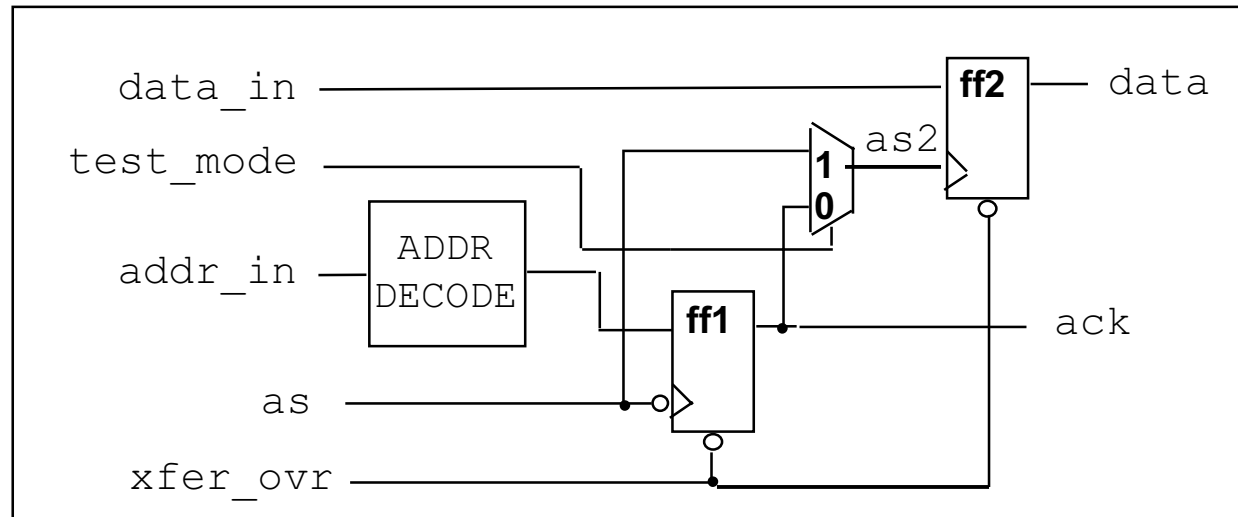 data_in
ff2
data
test_mode
as2
1
0
ADDR
DECODE
addr_in
ff1
ack
as
xfer_ovr